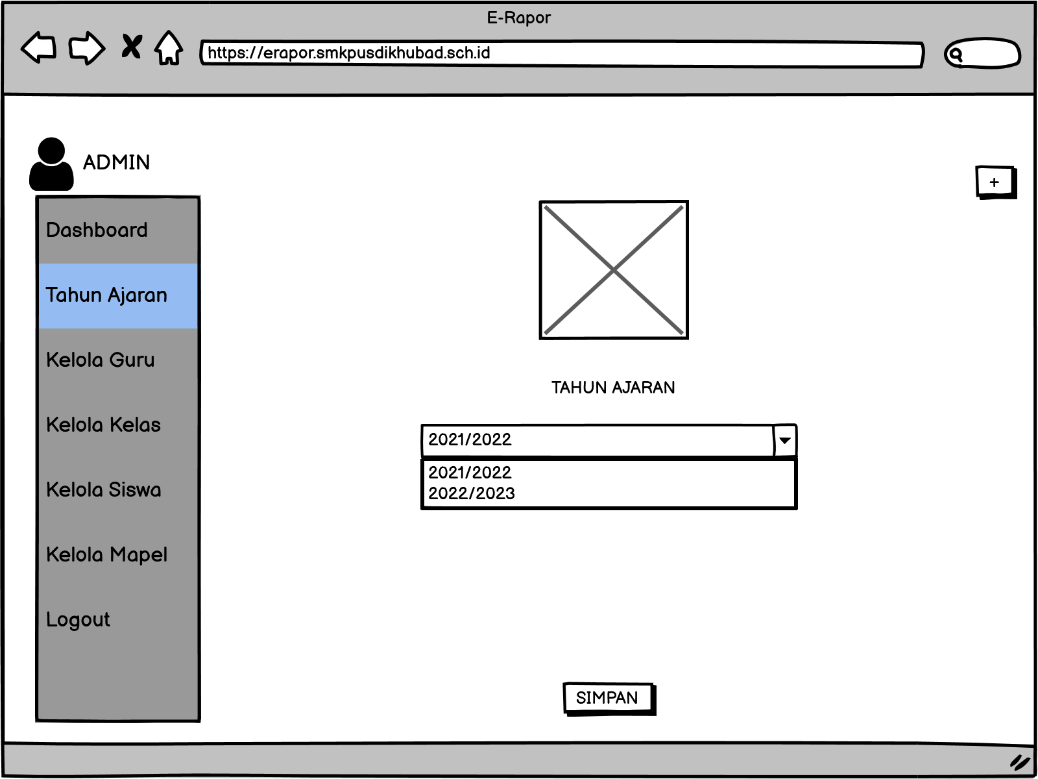 E-Rapor
https://erapor.smkpusdikhubad.sch.id
ADMIN
+
Dashboard
Tahun Ajaran
Kelola Guru
Kelola Kelas
Kelola Siswa
Kelola Mapel
Logout
TAHUN AJARAN
2021/2022
2021/2022
2022/2023
SIMPAN